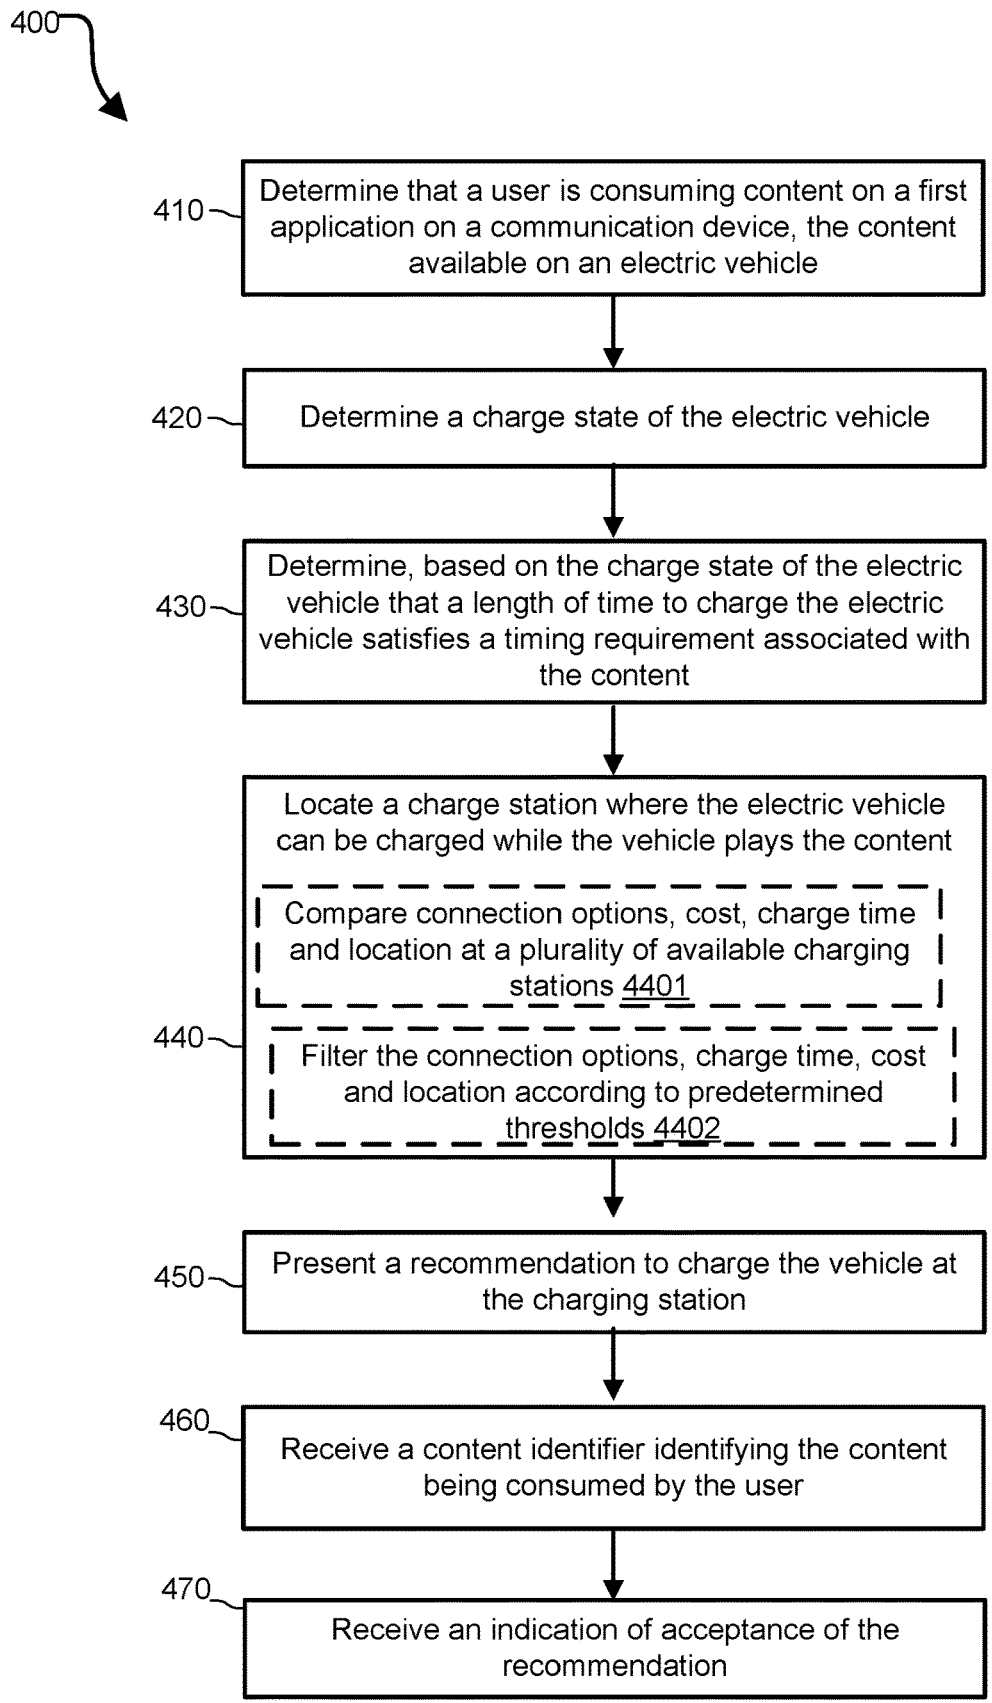 400
410
Determine that a user is consuming content on a first
application on a communication device, the content
available on an electric vehicle
420
Determine a charge state of the electric vehicle
430
Determine, based on the charge state of the electric
vehicle that a length of time to charge the electric
vehicle satisfies a timing requirement associated with
the content
440
Locate a charge station where the electric vehicle
can be charged while the vehicle plays the content
Compare connection options, cost, charge time
and location at a plurality of available charging
stations 4401
Filter the connection options, charge time, cost
and location according to predetermined
thresholds 4402
450
Present a recommendation to charge the vehicle at
the charging station
460
Receive a content identifier identifying the content
being consumed by the user
470
Receive an indication of acceptance of the
recommendation